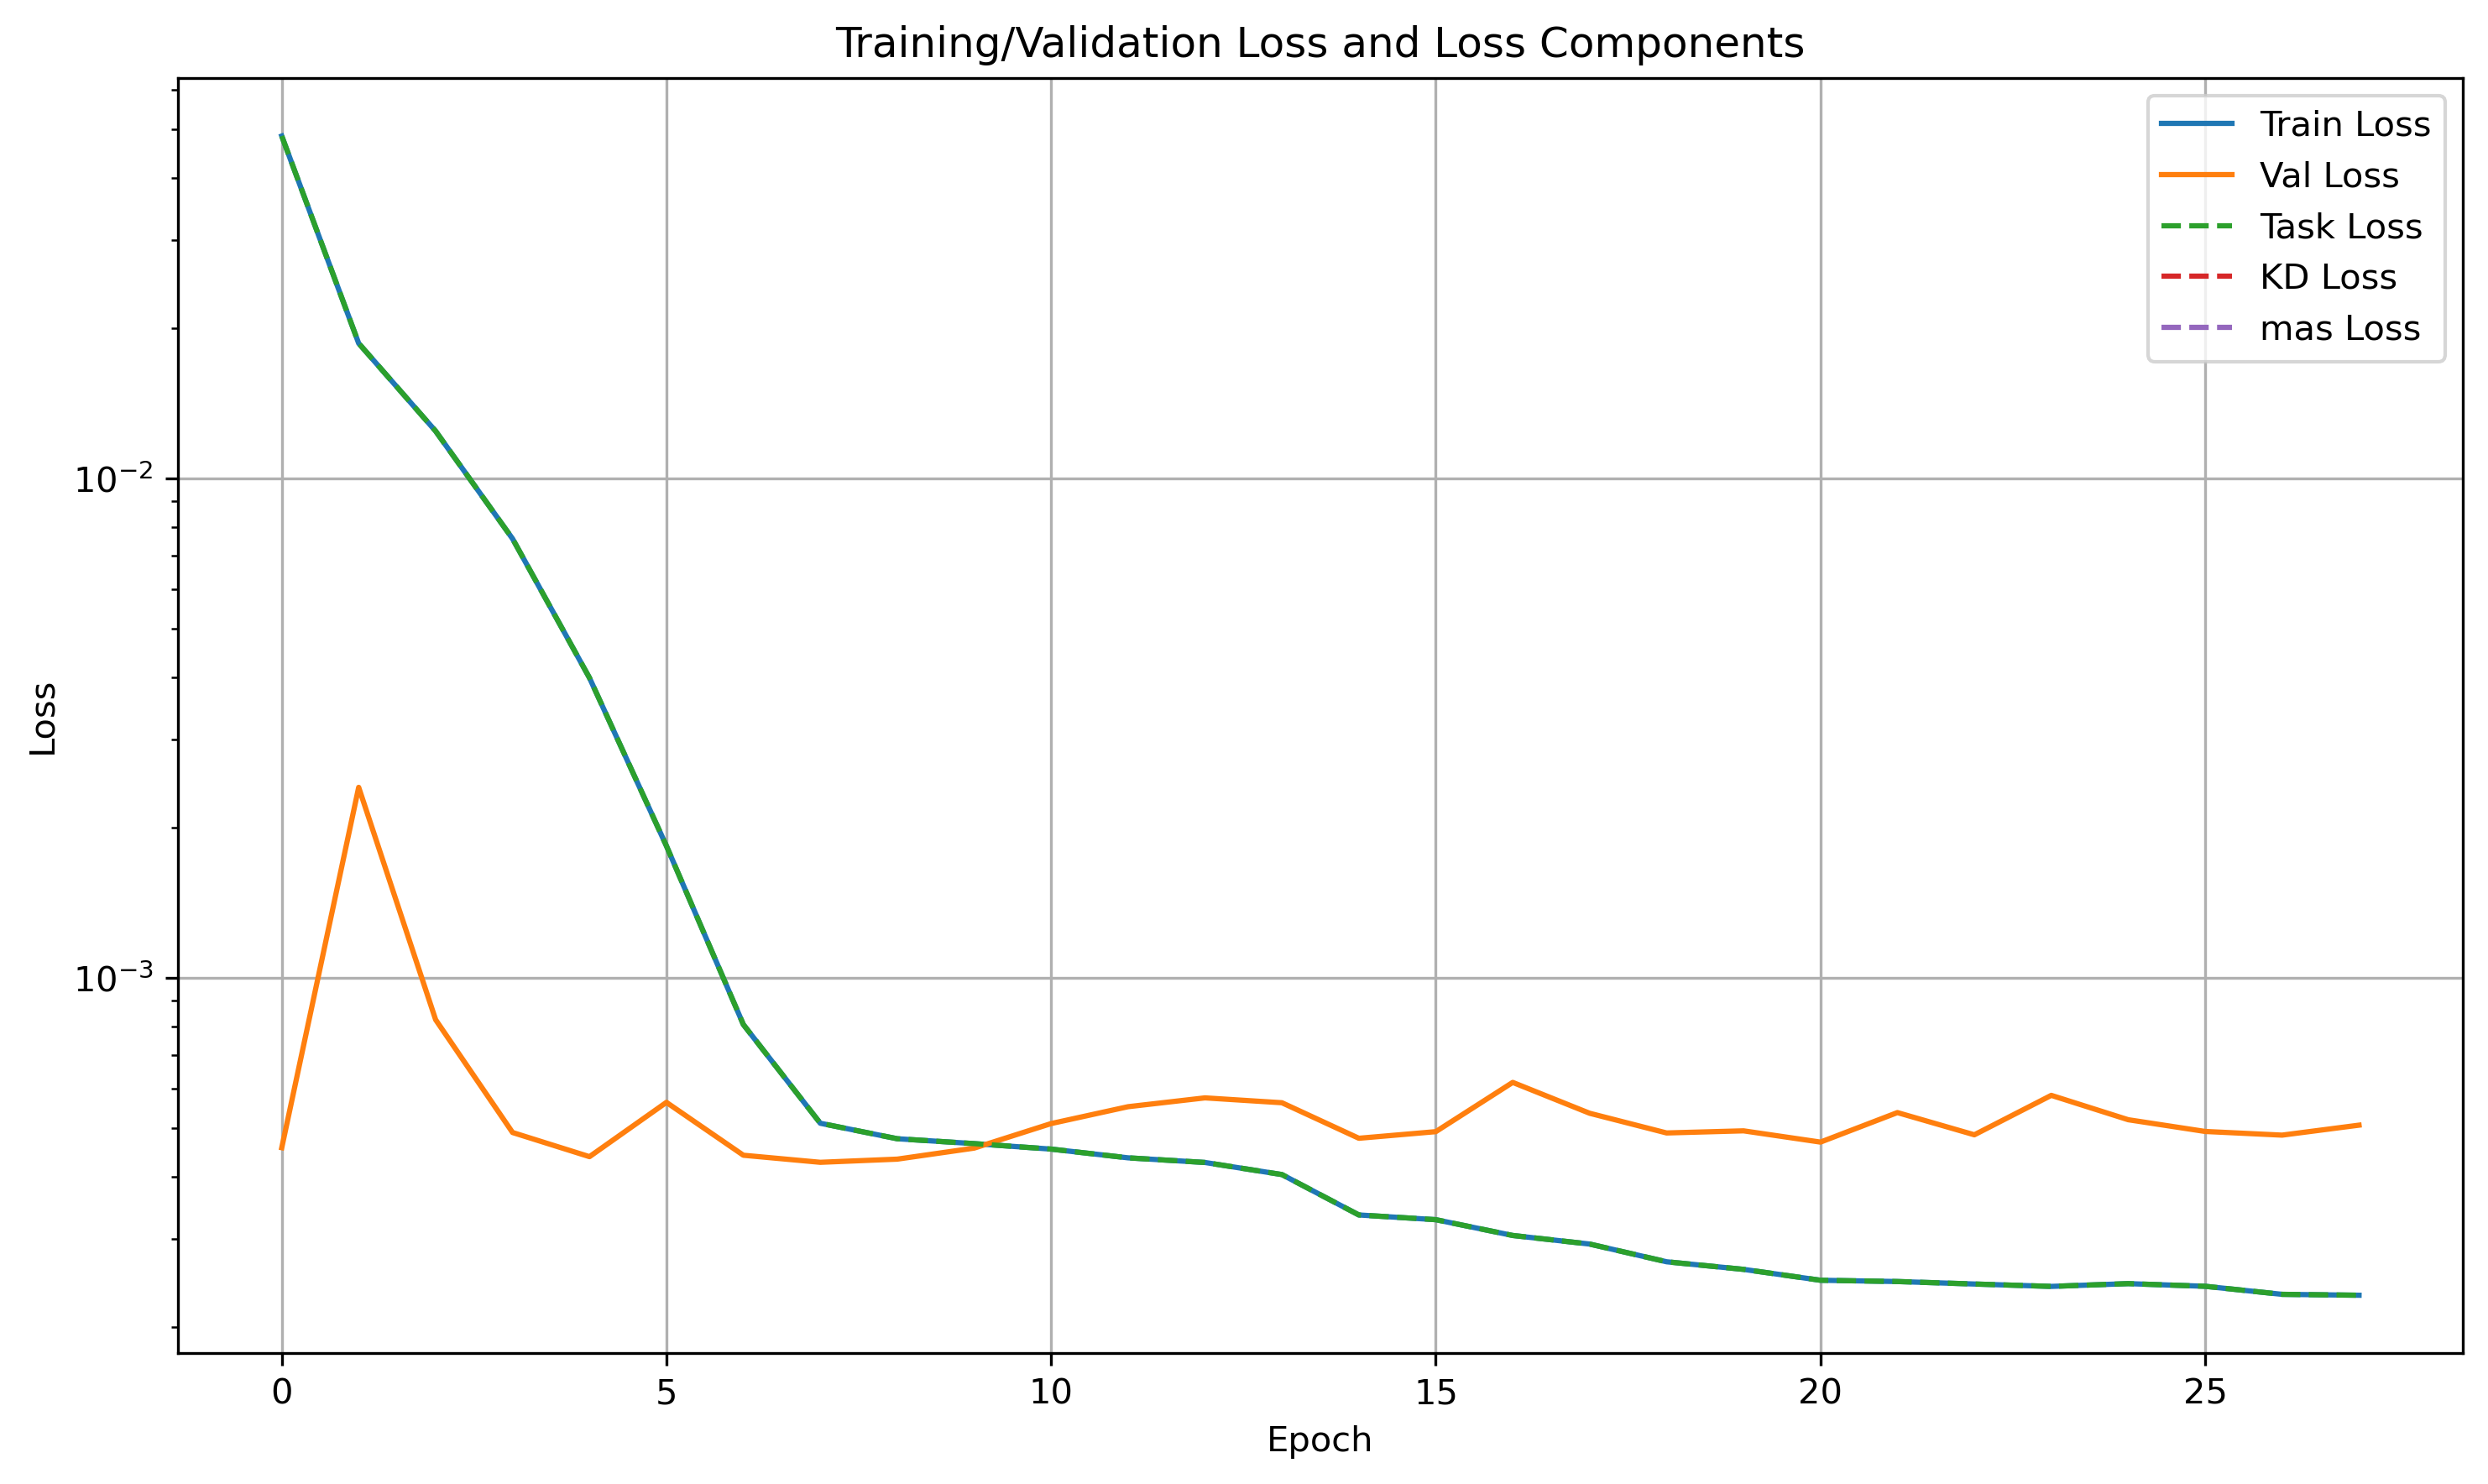 Training/Validation Loss and Loss Components
Train Loss
Val Loss
Task Loss
KD Loss
mas Loss
10⁻²
10⁻³
Loss
0 5 10 15 20 25
Epoch